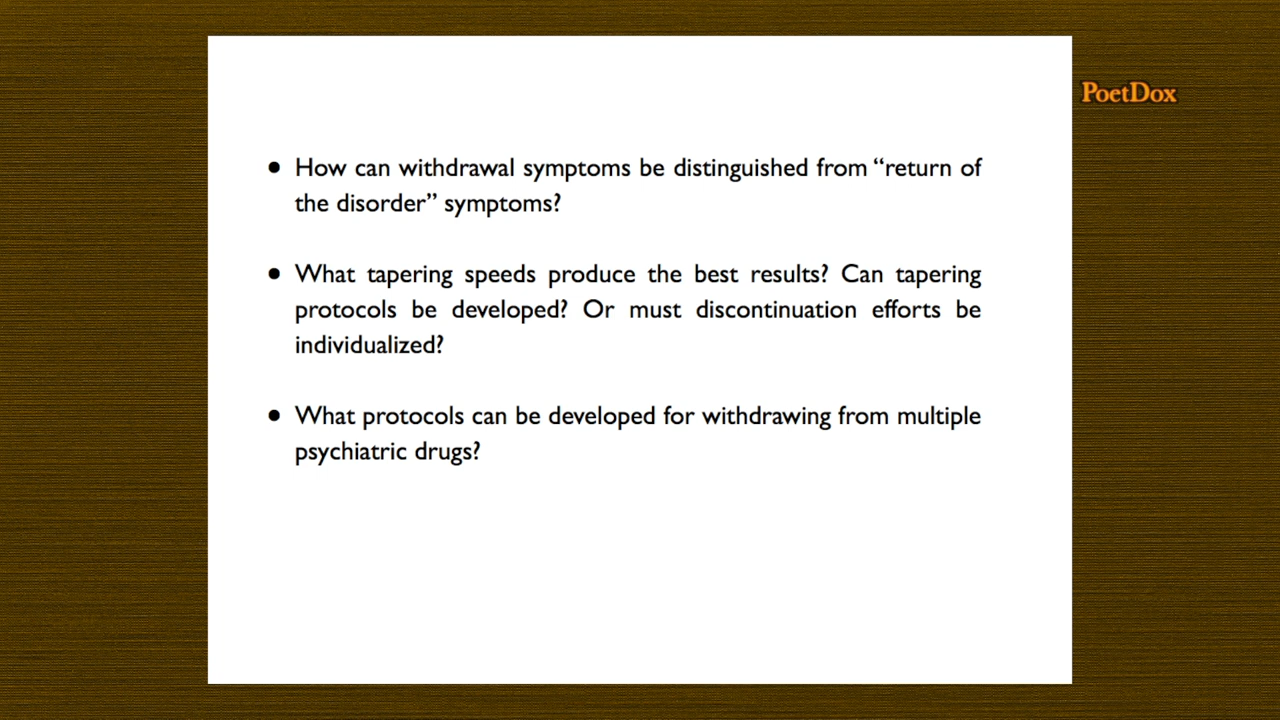 PoetDox
● How can withdrawal symptoms be distinguished from “return of
the disorder” symptoms?
● What tapering speeds produce the best results? Can tapering
protocols be developed? Or must discontinuation efforts be
individualized?
● What protocols can be developed for withdrawing from multiple
psychiatric drugs?